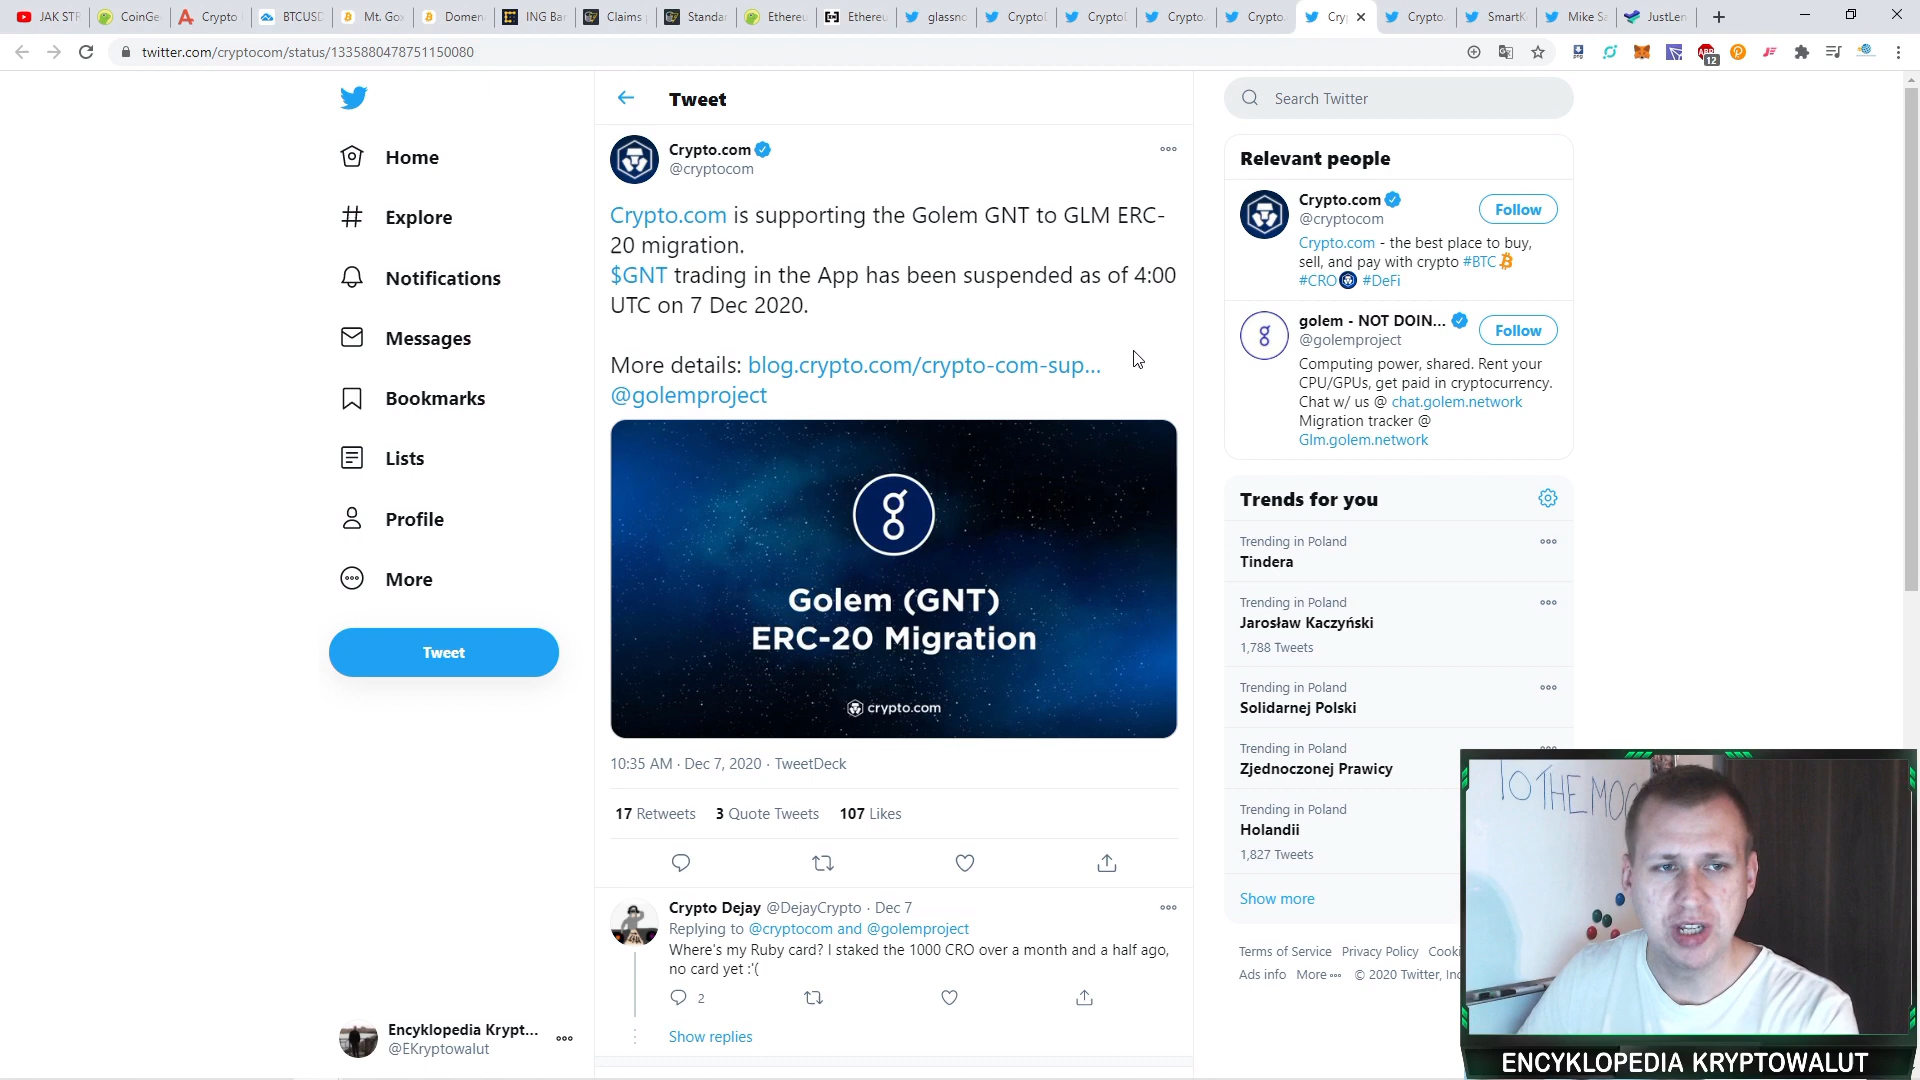 JAK STR
CoinGe
Crypto
BTCUSD
Mt. Go
Domen
ING Bar
Claims
Standar
Ethereu
Ethereu
glassno
Crypto
Crypto
Crypto.
Crypto.
Cry
Crypto.
SmartK
Mike S
JustLen
twitter.com/cryptocom/status/1335880478751150080
12
Home
Explore
Notifications
Messages
Bookmarks
Lists
Profile
More
Tweet
Encyklopedia Krypt...
@EKryptowalut
Tweet
Crypto.com
@cryptocom
Crypto.com is supporting the Golem GNT to GLM ERC-
20 migration.
$GNT trading in the App has been suspended as of 4:00
UTC on 7 Dec 2020.
More details: blog.crypto.com/crypto-com-sup...
@golemproject
Golem (GNT)
ERC-20 Migration
crypto.com
10:35 AM · Dec 7, 2020 · TweetDeck
17 Retweets 3 Quote Tweets 107 Likes
Crypto Dejay @DejayCrypto · Dec 7
Replying to @cryptocom and @golemproject
Where's my Ruby card? I staked the 1000 CRO over a month and a half ago,
no card yet :'(
2
Show replies
Search Twitter
Relevant people
Crypto.com
@cryptocom
Follow
Crypto.com - the best place to buy,
sell, and pay with crypto #BTC
#CRO #DeFi
golem - NOT DOIN...
@golemproject
Follow
Computing power, shared. Rent your
CPU/GPUs, get paid in cryptocurrency.
Chat w/ us @ chat.golem.network
Migration tracker @
Glm.golem.network
Trends for you
Trending in Poland
Tindera
Trending in Poland
Jarosław Kaczyński
1,788 Tweets
Trending in Poland
Solidarnej Polski
Trending in Poland
Zjednoczonej Prawicy
Trending in Poland
Holandii
1,827 Tweets
Show more
Terms of Service Privacy Policy Cooki
Ads info More © 2020 Twitter, Inc
TO THE MOO
ENCYKLOPEDIA KRYPTOWALUT